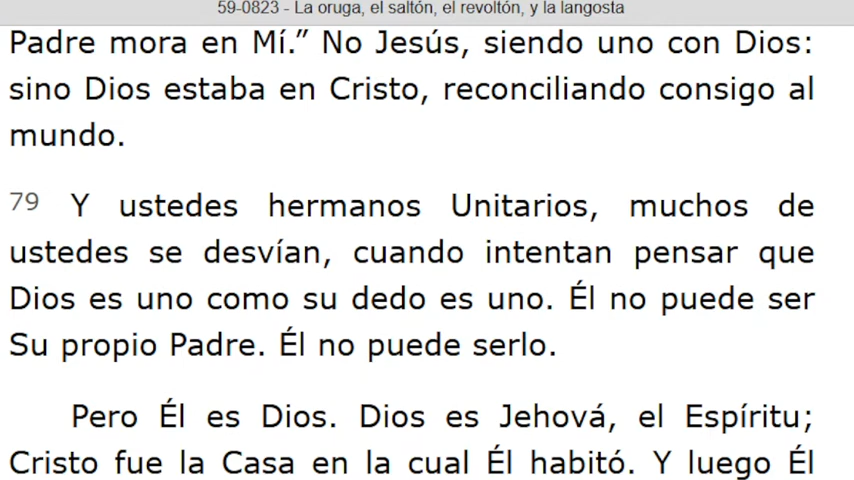 59-0823 - La oruga, el saltón, el revoltón, y la langosta
Padre mora en Mí.” No Jesús, siendo uno con Dios:
sino Dios estaba en Cristo, reconciliando consigo al
mundo.
79 Y ustedes hermanos Unitarios, muchos de
ustedes se desvían, cuando intentan pensar que
Dios es uno como su dedo es uno. Él no puede ser
Su propio Padre. Él no puede serlo.
Pero Él es Dios. Dios es Jehová, el Espíritu;
Cristo fue la Casa en la cual Él habitó. Y luego Él